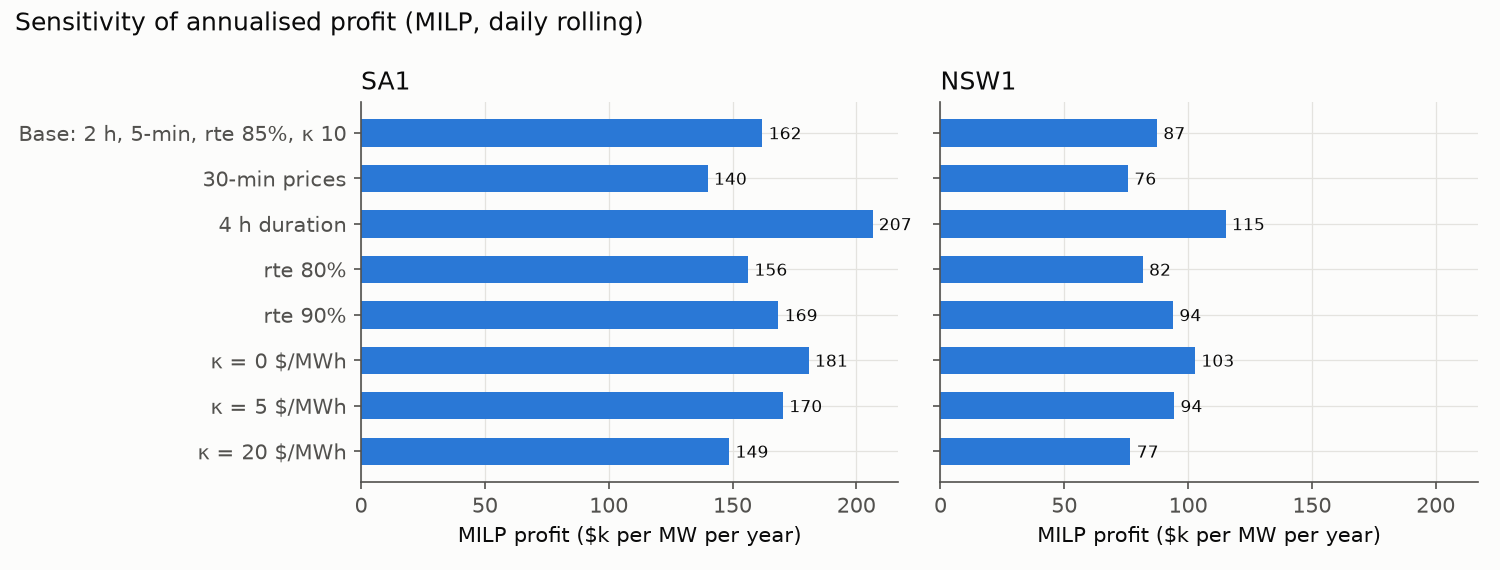 Sensitivity of annualised profit (MILP, daily rolling)
SA1
NSW1
Base: 2 h, 5-min, rte 85%, κ 10
162
87
30-min prices
140
76
4 h duration
207
115
rte 80%
156
82
rte 90%
169
94
κ = 0 $/MWh
181
103
κ = 5 $/MWh
170
94
κ = 20 $/MWh
149
77
0 50 100 150 200
0 50 100 150 200
MILP profit ($k per MW per year)
MILP profit ($k per MW per year)